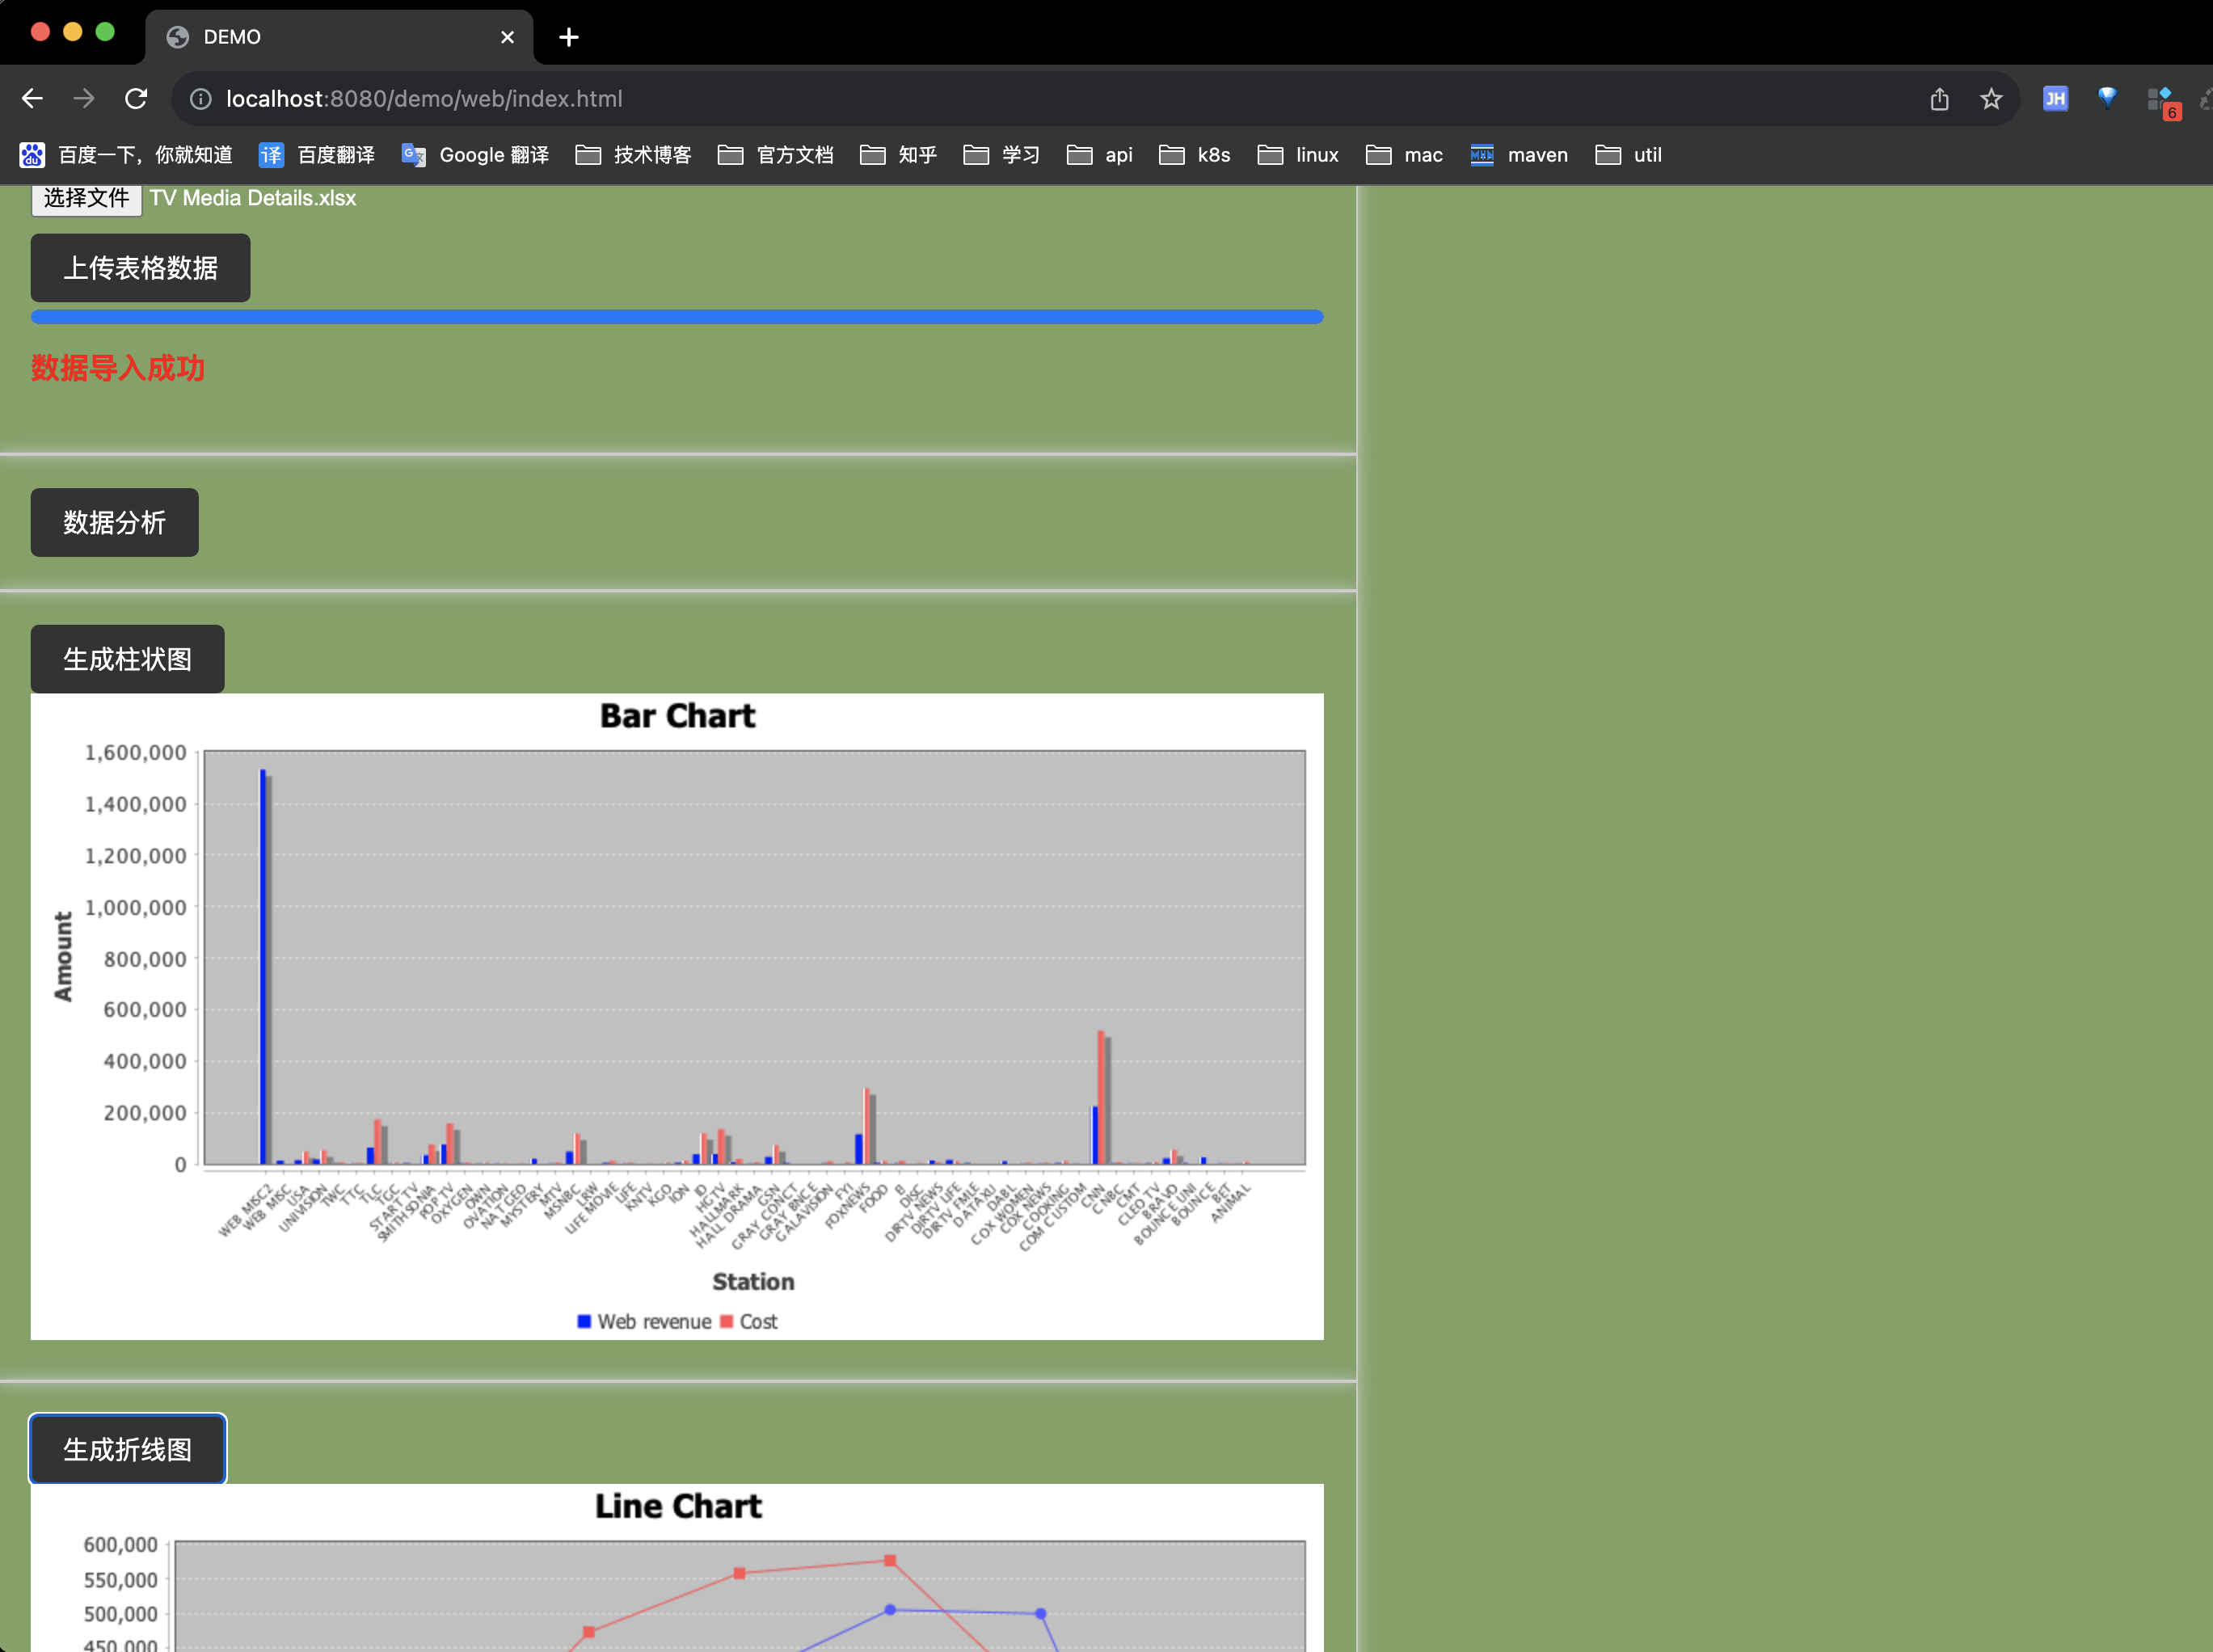 DEMO
localhost:8080/demo/web/index.html
JH
6
百度一下，你就知道 译 百度翻译 Google 翻译 技术博客 官方文档 知乎 学习 api k8s linux mac maven util
选择文件 TV Media Details.xlsx
上传表格数据
数据导入成功
数据分析
生成柱状图
Bar Chart
1,600,000
1,400,000
1,200,000
1,000,000
800,000
600,000
400,000
200,000
0
Amount
WEB MISC2
WEB MISC
USA
UNIVISION
TWC
TTC
TLC
TGC
START TV
SMITHSONIA
POP TV
OXYGEN
OWN
OVATION
NAT GEO
MYSTERY
MTV
MSNBC
LRW
LIFE MOVIE
LIFE
KNTV
KGO
ION
ID
HGTV
HALLMARK
HALL DRAMA
GSN
GRAY CONCT
GRAY BNCE
GALAVISION
FYI
FOXNEWS
FOOD
E!
DISC
DIRTV NEWS
DIRTV LIFE
DIRTV FMLE
DATAXU
DABL
COX WOMEN
COX NEWS
COOKING
COM CUSTOM
CNN
CNBC
CMT
CLEO TV
BRAVO
BOUNCE UNI
BOUNCE
BET
ANIMAL
Station
Web revenue Cost
生成折线图
Line Chart
600,000
550,000
500,000
450,000